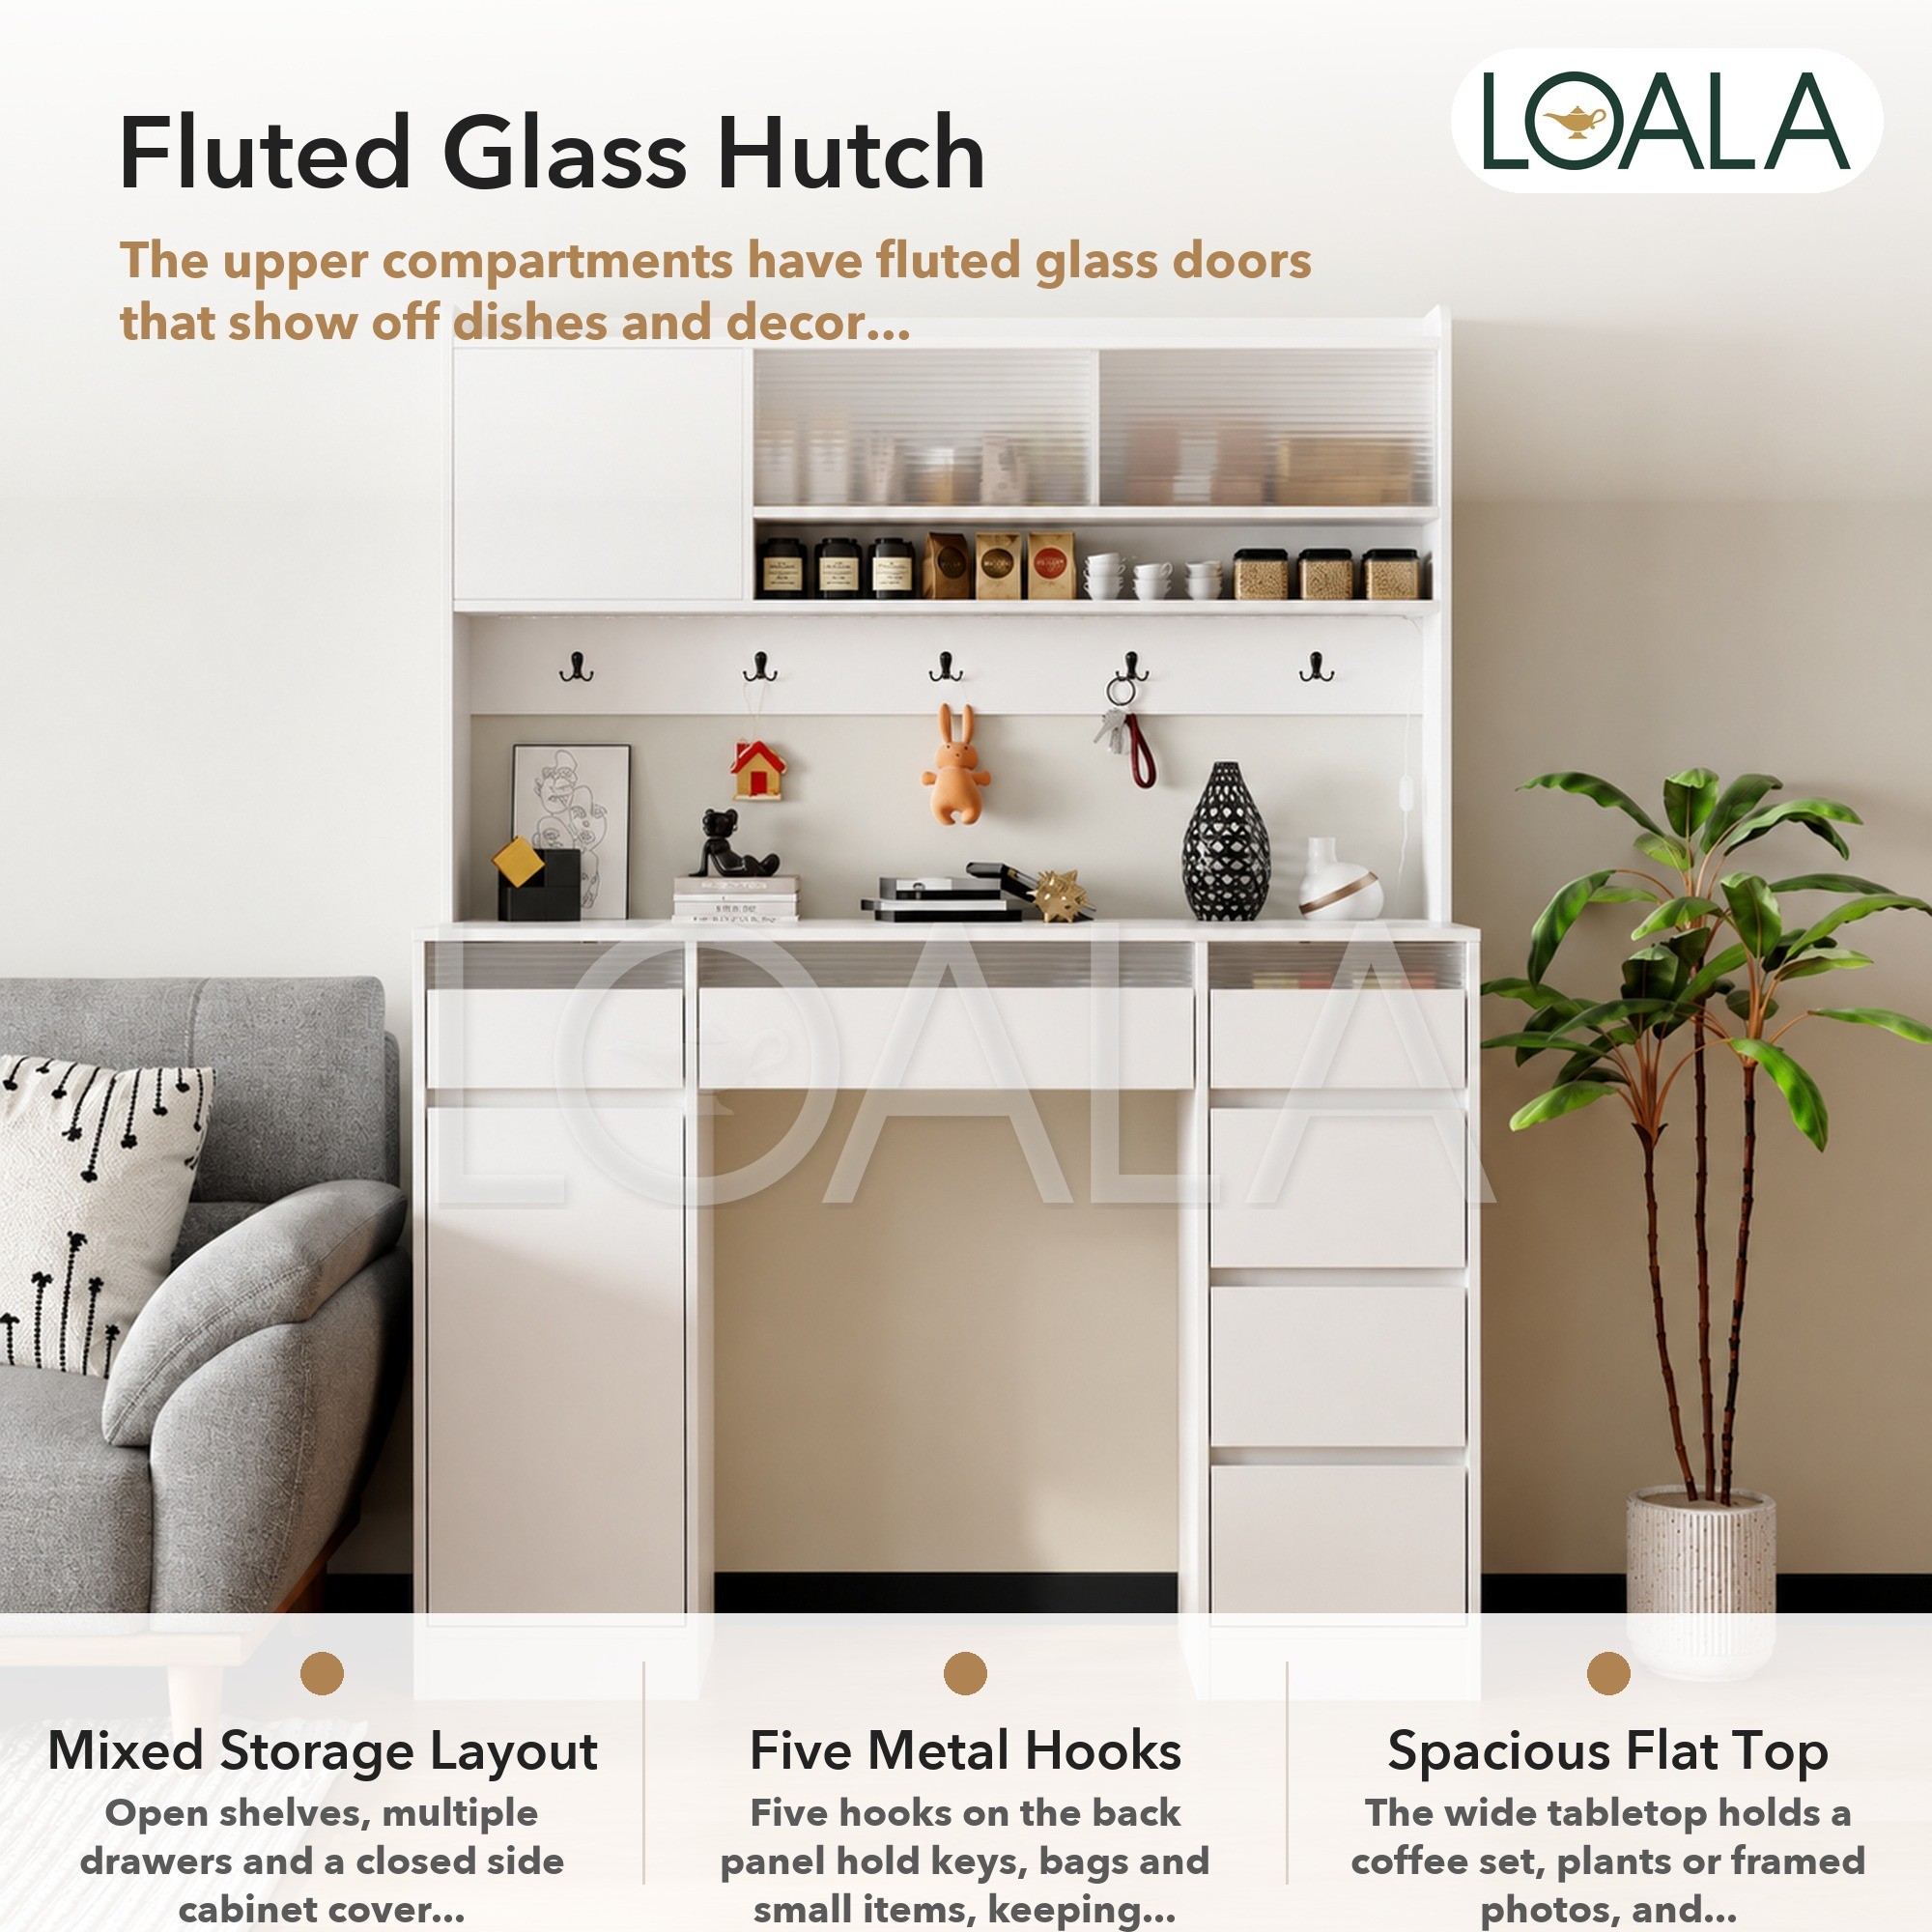 LOALA
Fluted Glass Hutch
The upper compartments have fluted glass doors
that show off dishes and decor...
LOALA
Mixed Storage Layout
Open shelves, multiple
drawers and a closed side
cabinet cover...
Five Metal Hooks
Five hooks on the back
panel hold keys, bags and
small items, keeping...
Spacious Flat Top
The wide tabletop holds a
coffee set, plants or framed
photos, and...